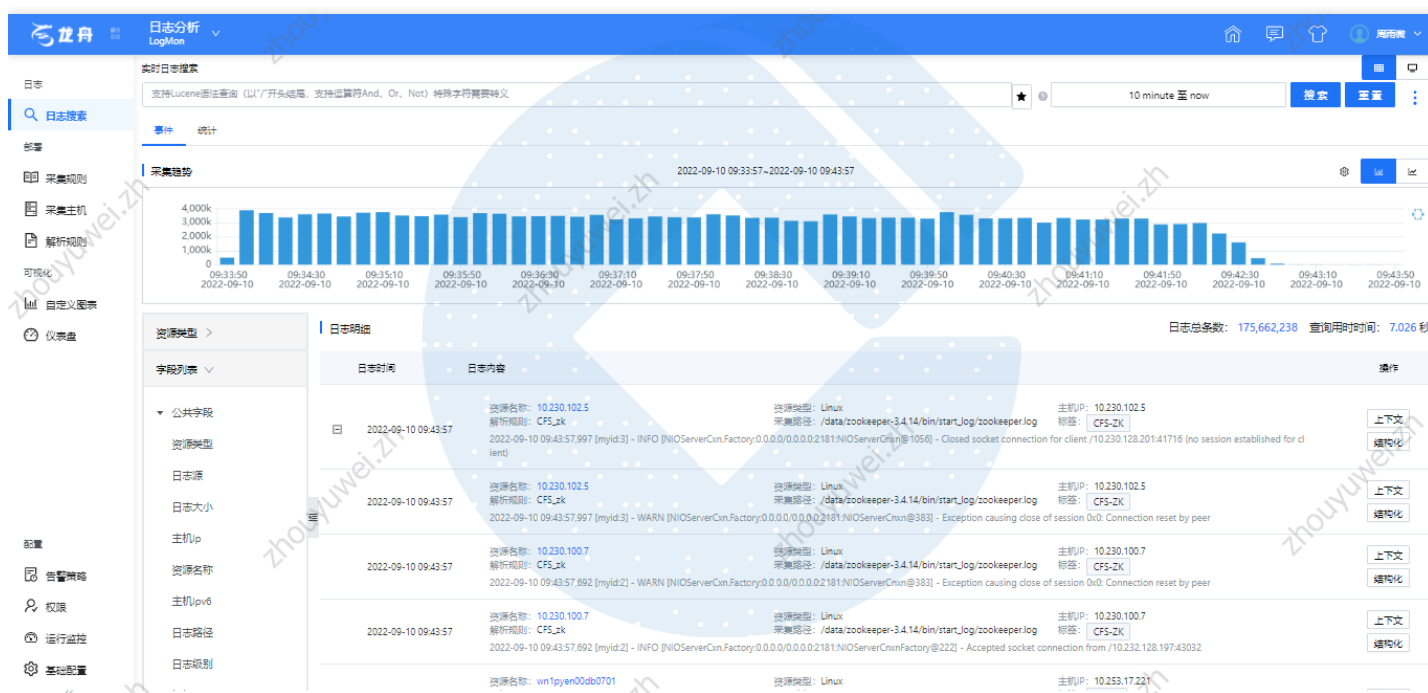 龙舟
日志分析
LogMon
周雨微
日志
日志搜索
部署
采集规则
采集主机
解析规则
可视化
自定义图表
仪表盘
配置
告警策略
权限
运行监控
基础配置
实时日志搜索
支持Lucene语法查询（以"/"开头结尾，支持运算符And、Or、Not）特殊字符需要转义
10 minute 至 now
搜索
重置
事件 统计
采集趋势
2022-09-10 09:33:57~2022-09-10 09:43:57
4,000k
3,000k
2,000k
1,000k
0
09:33:50 09:34:30 09:35:10 09:35:50 09:36:30 09:37:10 09:37:50 09:38:30 09:39:10 09:39:50 09:40:30 09:41:10 09:41:50 09:42:30 09:43:10 09:43:50
2022-09-10 2022-09-10 2022-09-10 2022-09-10 2022-09-10 2022-09-10 2022-09-10 2022-09-10 2022-09-10 2022-09-10 2022-09-10 2022-09-10 2022-09-10 2022-09-10 2022-09-10 2022-09-10
资源类型
字段列表
公共字段
资源类型
日志源
日志大小
主机ip
资源名称
主机ipv6
日志路径
日志级别
日志明细
日志总条数： 175,662,238 查询用时时间： 7.026 秒
日志时间 日志内容 操作
2022-09-10 09:43:57
资源名称: 10.230.102.5 资源类型: Linux 主机IP: 10.230.102.5
解析规则: CFS_zk 采集路径: /data/zookeeper-3.4.14/bin/start_log/zookeeper.log 标签: CFS-ZK
2022-09-10 09:43:57,997 [myid:3] - INFO [NIOServerCxn.Factory:0.0.0.0/0.0.0.0:2181:NIOServerCnxn@1056] - Closed socket connection for client /10.230.128.201:41716 (no session established for cl
ient)
上下文
结构化
2022-09-10 09:43:57
资源名称: 10.230.102.5 资源类型: Linux 主机IP: 10.230.102.5
解析规则: CFS_zk 采集路径: /data/zookeeper-3.4.14/bin/start_log/zookeeper.log 标签: CFS-ZK
2022-09-10 09:43:57,997 [myid:3] - WARN [NIOServerCxn.Factory:0.0.0.0/0.0.0.0:2181:NIOServerCnxn@383] - Exception causing close of session 0x0: Connection reset by peer
上下文
结构化
2022-09-10 09:43:57
资源名称: 10.230.100.7 资源类型: Linux 主机IP: 10.230.100.7
解析规则: CFS_zk 采集路径: /data/zookeeper-3.4.14/bin/start_log/zookeeper.log 标签: CFS-ZK
2022-09-10 09:43:57,692 [myid:2] - WARN [NIOServerCxn.Factory:0.0.0.0/0.0.0.0:2181:NIOServerCnxn@383] - Exception causing close of session 0x0: Connection reset by peer
上下文
结构化
2022-09-10 09:43:57
资源名称: 10.230.100.7 资源类型: Linux 主机IP: 10.230.100.7
解析规则: CFS_zk 采集路径: /data/zookeeper-3.4.14/bin/start_log/zookeeper.log 标签: CFS-ZK
2022-09-10 09:43:57,692 [myid:2] - INFO [NIOServerCxn.Factory:0.0.0.0/0.0.0.0:2181:NIOServerCnxnFactory@222] - Accepted socket connection from /10.232.128.197:43032
上下文
结构化
资源名称: wn1pyen00db0701 资源类型: Linux 主机IP: 10.253.17.221
zhouyuwei.zh